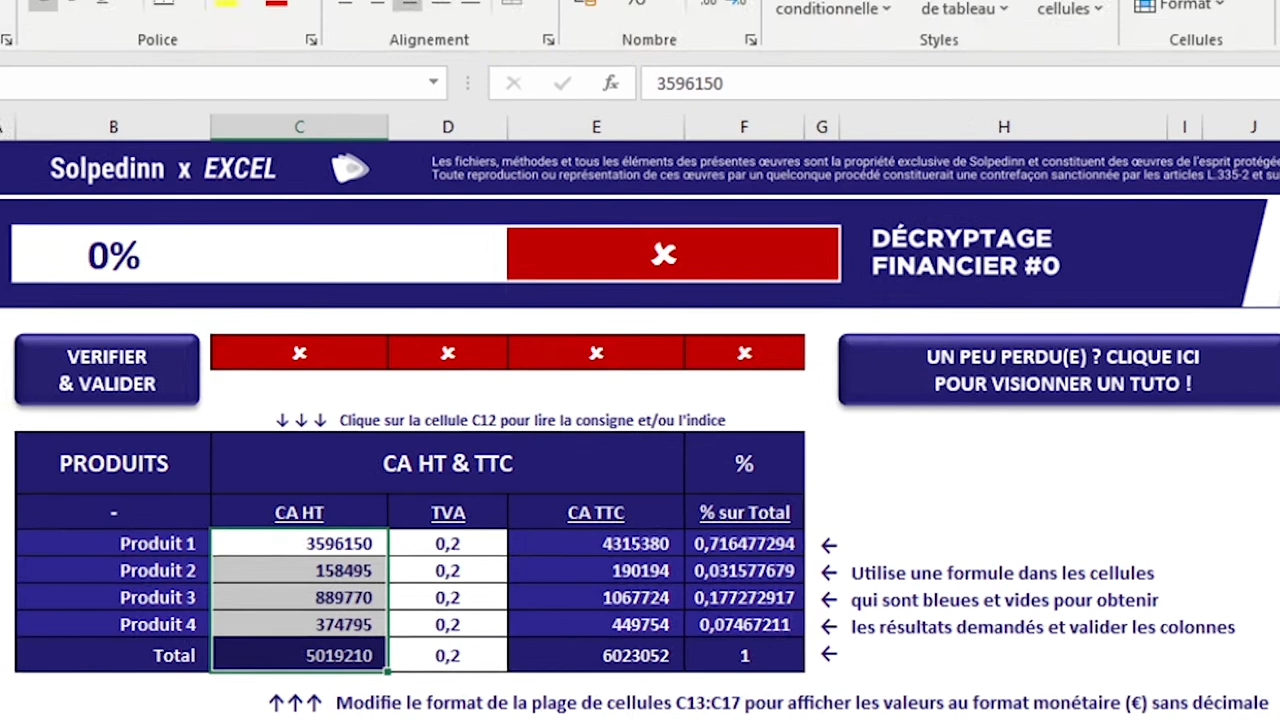 conditionnelle de tableau cellules Format
Police Alignement Nombre Styles Cellules
fx 3596150
B C D E F G H I J
Solpedinn x EXCEL
Les fichiers, méthodes et tous les éléments des présentes œuvres sont la propriété exclusive de Solpedinn et constituent des œuvres de l'esprit protégée
Toute reproduction ou représentation de ces œuvres par un quelconque procédé constituerait une contrefaçon sanctionnée par les articles L.335-2 et su
0% ✘
DÉCRYPTAGE
FINANCIER #0
VERIFIER
& VALIDER
✘ ✘ ✘ ✘
UN PEU PERDU(E) ? CLIQUE ICI
POUR VISIONNER UN TUTO !
↓ ↓ ↓ Clique sur la cellule C12 pour lire la consigne et/ou l'indice
PRODUITS CA HT & TTC %
- CA HT TVA CA TTC % sur Total
Produit 1 3596150 0,2 4315380 0,716477294 ←
Produit 2 158495 0,2 190194 0,031577679 ← Utilise une formule dans les cellules
Produit 3 889770 0,2 1067724 0,177272917 ← qui sont bleues et vides pour obtenir
Produit 4 374795 0,2 449754 0,07467211 ← les résultats demandés et valider les colonnes
Total 5019210 0,2 6023052 1 ←
↑↑↑ Modifie le format de la plage de cellules C13:C17 pour afficher les valeurs au format monétaire (€) sans décimale